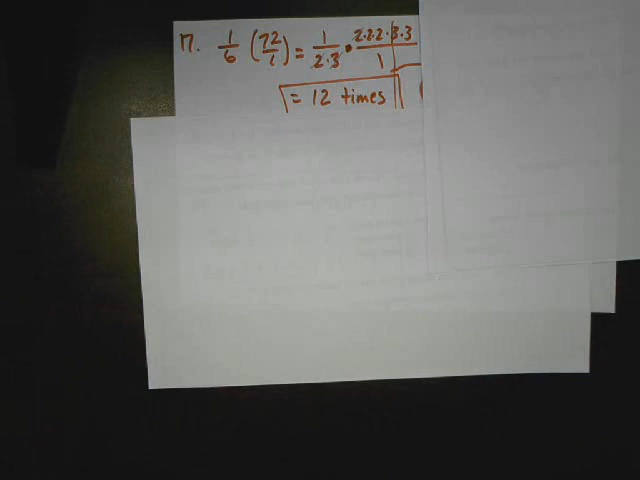 17. 1/6 (72/1) = 1/2·3 · 2·2·2·3·3/1
= 12 times